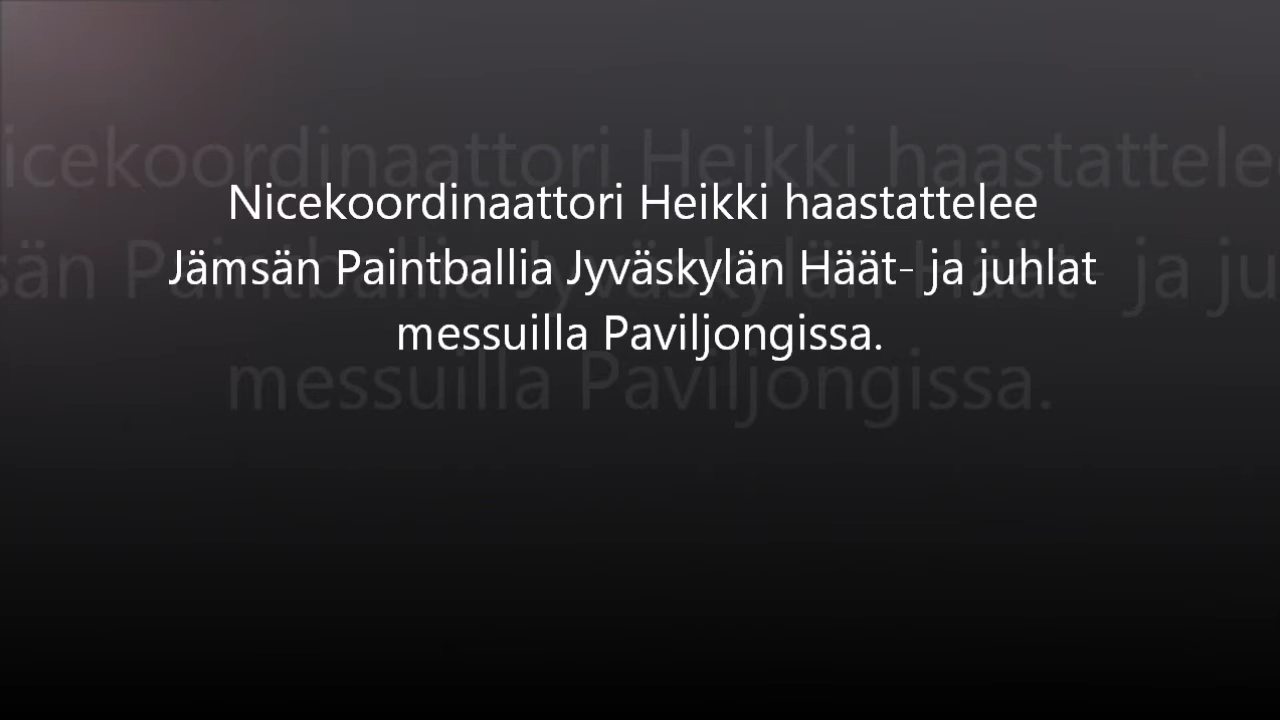 Nicekoordinaattori Heikki haastattelee
Jämsän Paintballia Jyväskylän Häät- ja juhlat
messuilla Paviljongissa.